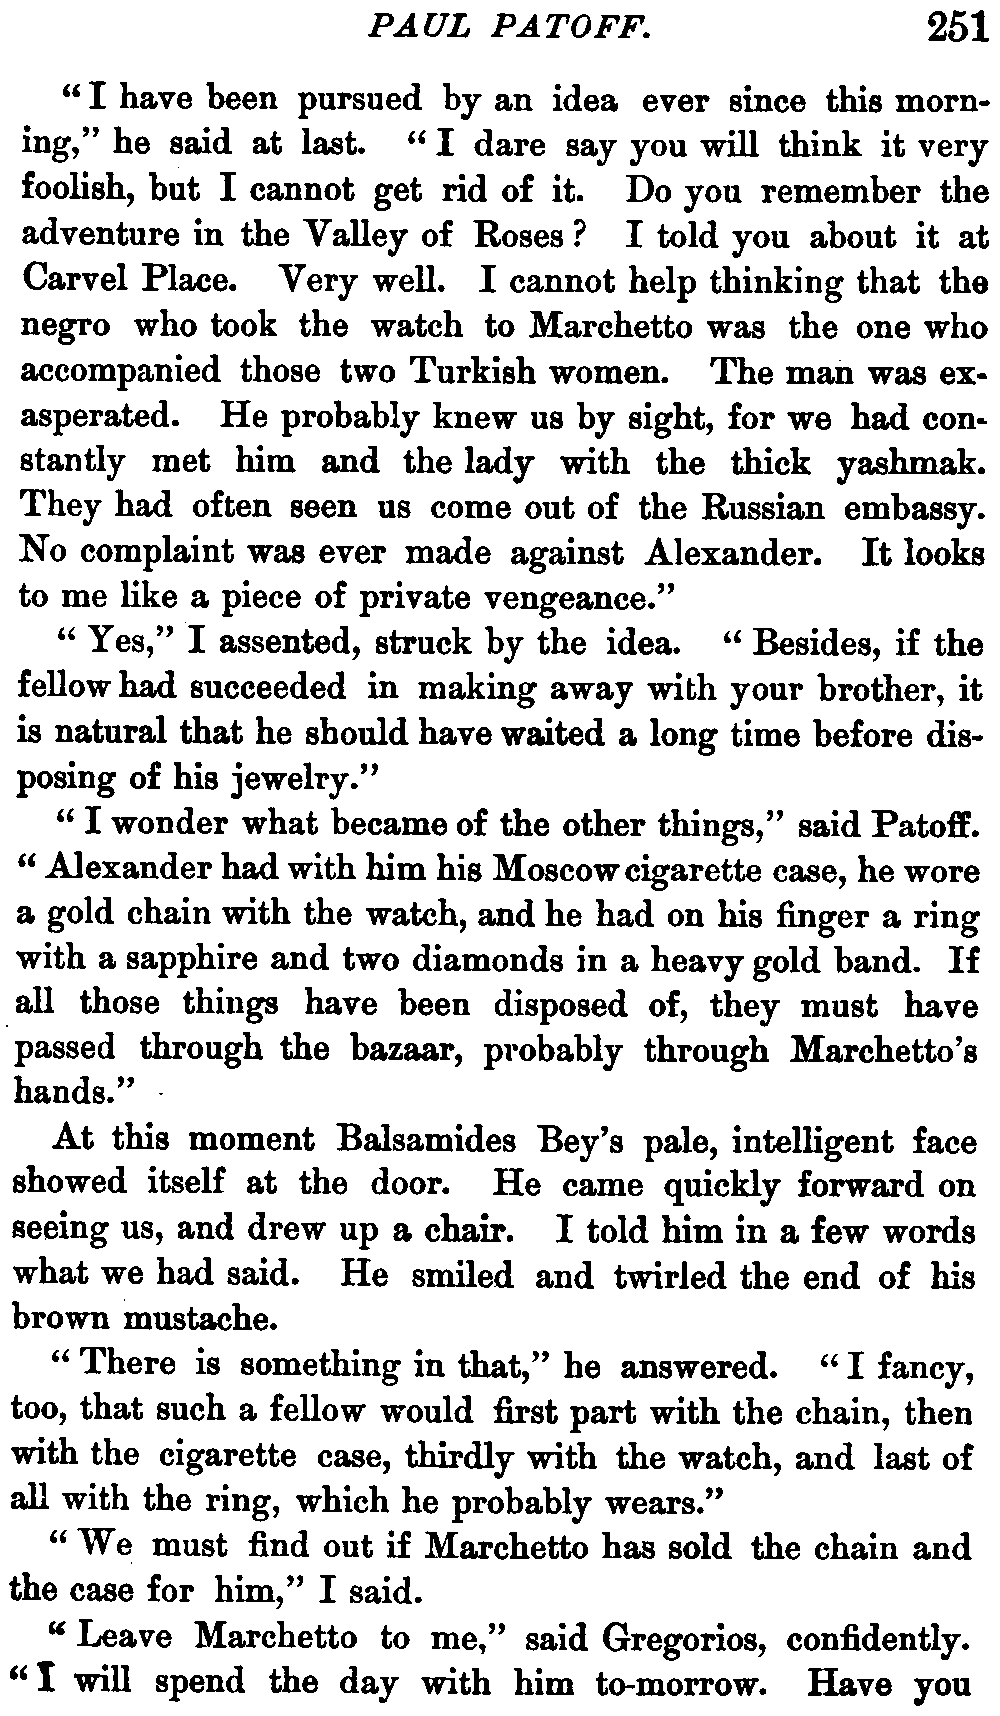 PAUL PATOFF. 251
“I have been pursued by an idea ever since this morn-
ing,” he said at last. “I dare say you will think it very
foolish, but I cannot get rid of it. Do you remember the
adventure in the Valley of Roses? I told you about it at
Carvel Place. Very well. I cannot help thinking that the
negro who took the watch to Marchetto was the one who
accompanied those two Turkish women. The man was ex-
asperated. He probably knew us by sight, for we had con-
stantly met him and the lady with the thick yashmak.
They had often seen us come out of the Russian embassy.
No complaint was ever made against Alexander. It looks
to me like a piece of private vengeance.”
“Yes,” I assented, struck by the idea. “Besides, if the
fellow had succeeded in making away with your brother, it
is natural that he should have waited a long time before dis-
posing of his jewelry.”
“I wonder what became of the other things,” said Patoff.
“Alexander had with him his Moscow cigarette case, he wore
a gold chain with the watch, and he had on his finger a ring
with a sapphire and two diamonds in a heavy gold band. If
all those things have been disposed of, they must have
passed through the bazaar, probably through Marchetto’s
hands.”
At this moment Balsamides Bey’s pale, intelligent face
showed itself at the door. He came quickly forward on
seeing us, and drew up a chair. I told him in a few words
what we had said. He smiled and twirled the end of his
brown mustache.
“There is something in that,” he answered. “I fancy,
too, that such a fellow would first part with the chain, then
with the cigarette case, thirdly with the watch, and last of
all with the ring, which he probably wears.”
“We must find out if Marchetto has sold the chain and
the case for him,” I said.
“Leave Marchetto to me,” said Gregorios, confidently.
“I will spend the day with him to-morrow. Have you